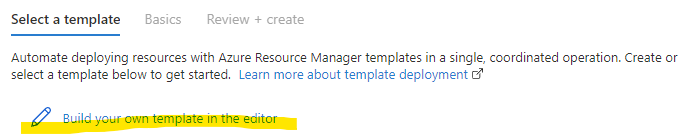 Select a template Basics Review + create
Automate deploying resources with Azure Resource Manager templates in a single, coordinated operation. Create or
select a template below to get started. Learn more about template deployment
Build your own template in the editor